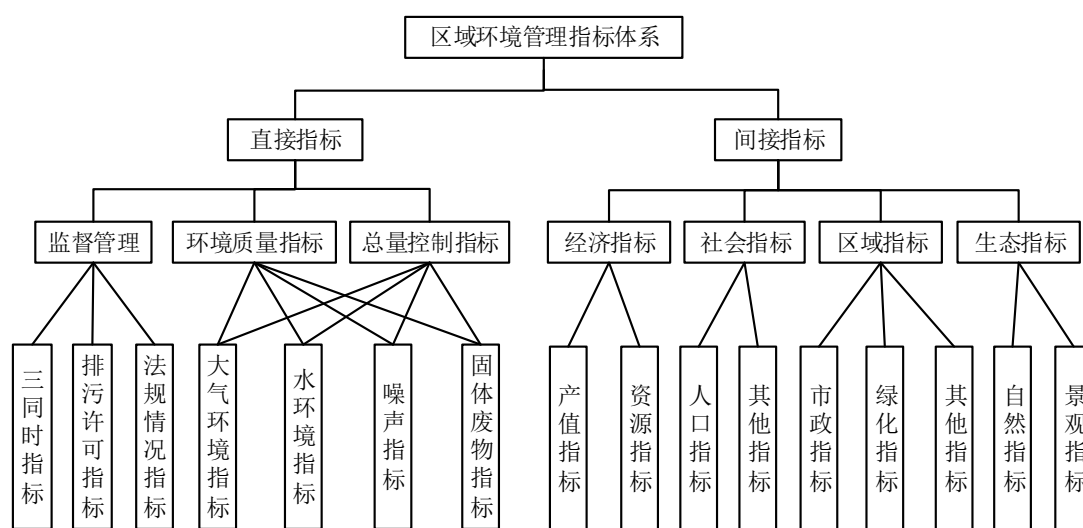 区域环境管理指标体系
直接指标
间接指标
监督管理
环境质量指标
总量控制指标
经济指标
社会指标
区域指标
生态指标
三同时指标
排污许可指标
法规情况指标
大气环境指标
水环境指标
噪声指标
固体废物指标
产值指标
资源指标
人口指标
其他指标
市政指标
绿化指标
其他指标
自然指标
景观指标